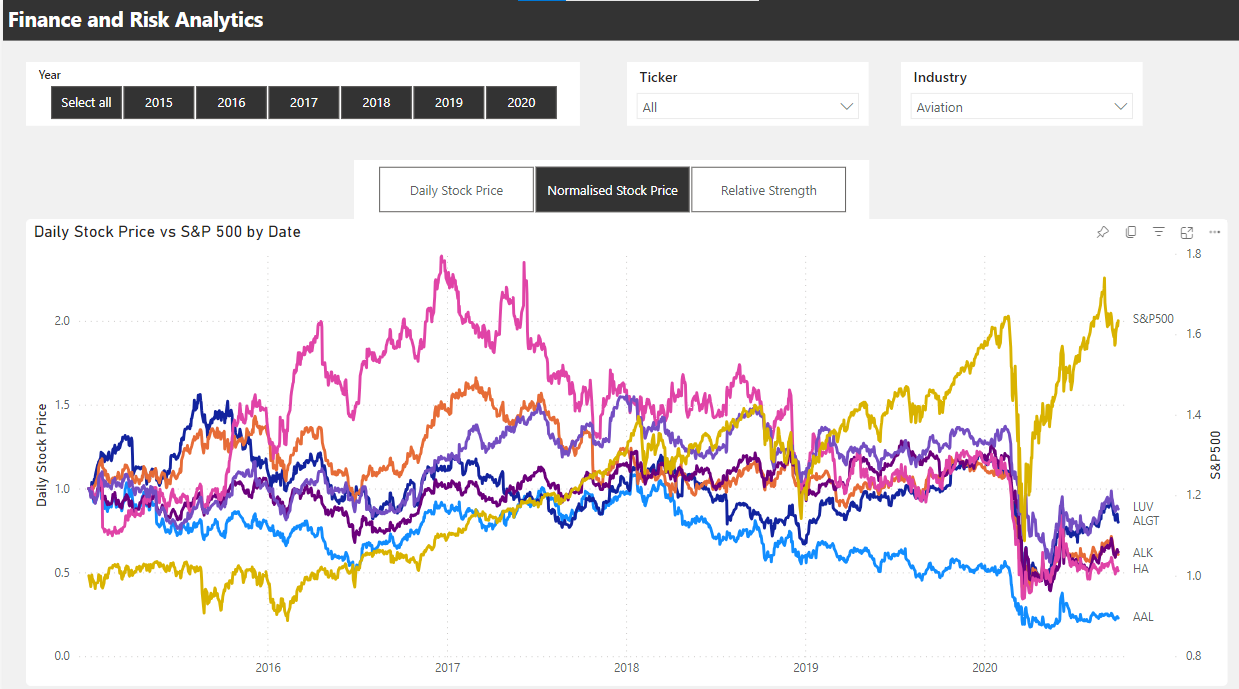 Finance and Risk Analytics
Year
Select all 2015 2016 2017 2018 2019 2020
Ticker
All
Industry
Aviation
Daily Stock Price Normalised Stock Price Relative Strength
Daily Stock Price vs S&P 500 by Date
Daily Stock Price
2.0
1.5
1.0
0.5
0.0
2016 2017 2018 2019 2020
1.8
1.6
1.4
1.2
1.0
0.8
S&P500
S&P500
LUV
ALGT
ALK
HA
AAL